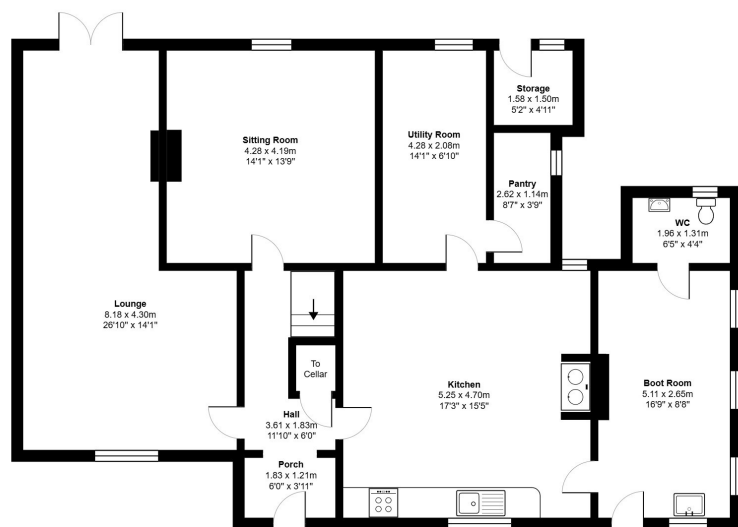 Storage
1.58 x 1.50m
5'2" x 4'11"
Sitting Room
4.28 x 4.19m
14'1" x 13'9"
Utility Room
4.28 x 2.08m
14'1" x 6'10"
Pantry
2.62 x 1.14m
8'7" x 3'9"
WC
1.96 x 1.31m
6'5" x 4'4"
Lounge
8.18 x 4.30m
26'10" x 14'1"
To
Cellar
Kitchen
5.25 x 4.70m
17'3" x 15'5"
Boot Room
5.11 x 2.65m
16'9" x 8'8"
Hall
3.61 x 1.83m
11'10" x 6'0"
Porch
1.83 x 1.21m
6'0" x 3'11"